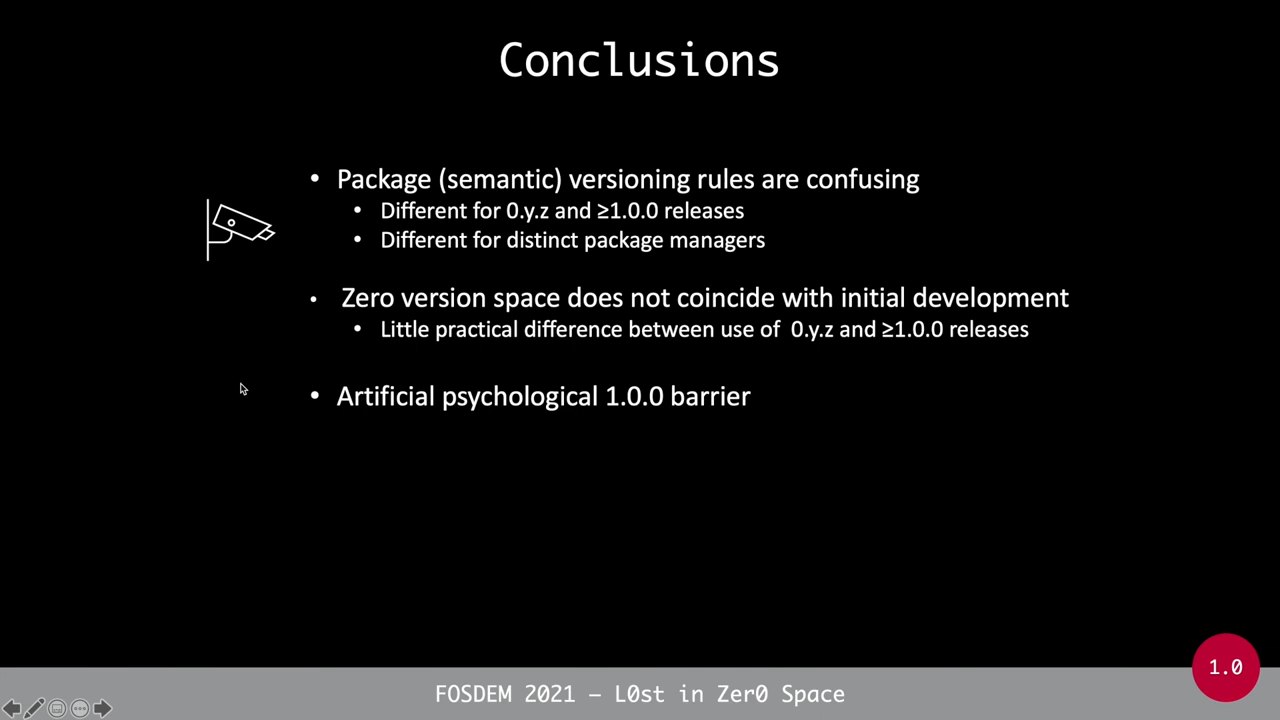 Conclusions
• Package (semantic) versioning rules are confusing
• Different for 0.y.z and ≥1.0.0 releases
• Different for distinct package managers
• Zero version space does not coincide with initial development
• Little practical difference between use of 0.y.z and ≥1.0.0 releases
• Artificial psychological 1.0.0 barrier
1.0
FOSDEM 2021 – L0st in Zer0 Space